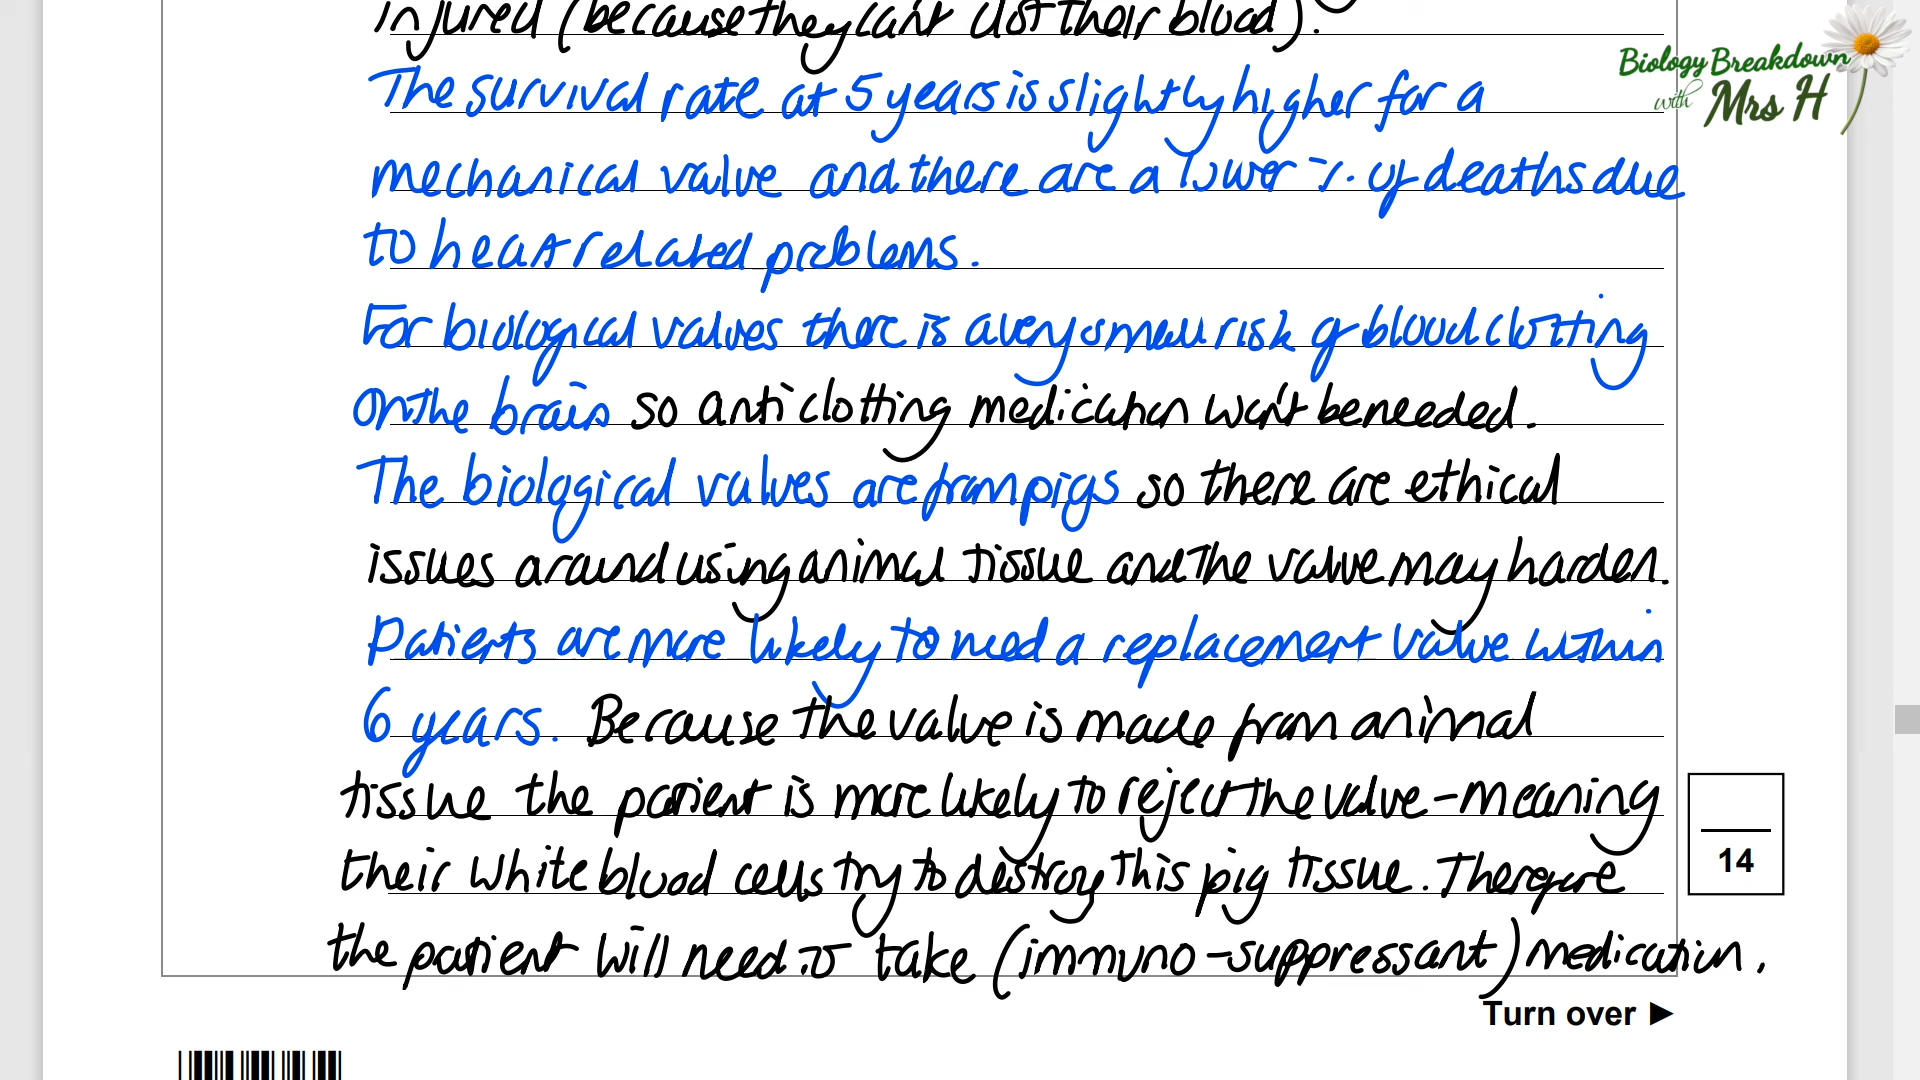 injured (because they can't clot their blood).
The survival rate at 5 years is slightly higher for a
mechanical valve and there are a lower % of deaths due
to heart related problems.
For biological valves there is a very small risk of blood clotting
on the brain so anti clotting medication won't be needed.
The biological valves are from pigs so there are ethical
issues around using animal tissue and the valve may harden.
Patients are more likely to need a replacement valve within
6 years. Because the valve is made from animal
tissue the patient is more likely to reject the valve - meaning
their white blood cells try to destroy this pig tissue. Therefore
the patient will need to take (immuno-suppressant) medication.
14
Turn over ►
Biology Breakdown
with Mrs H